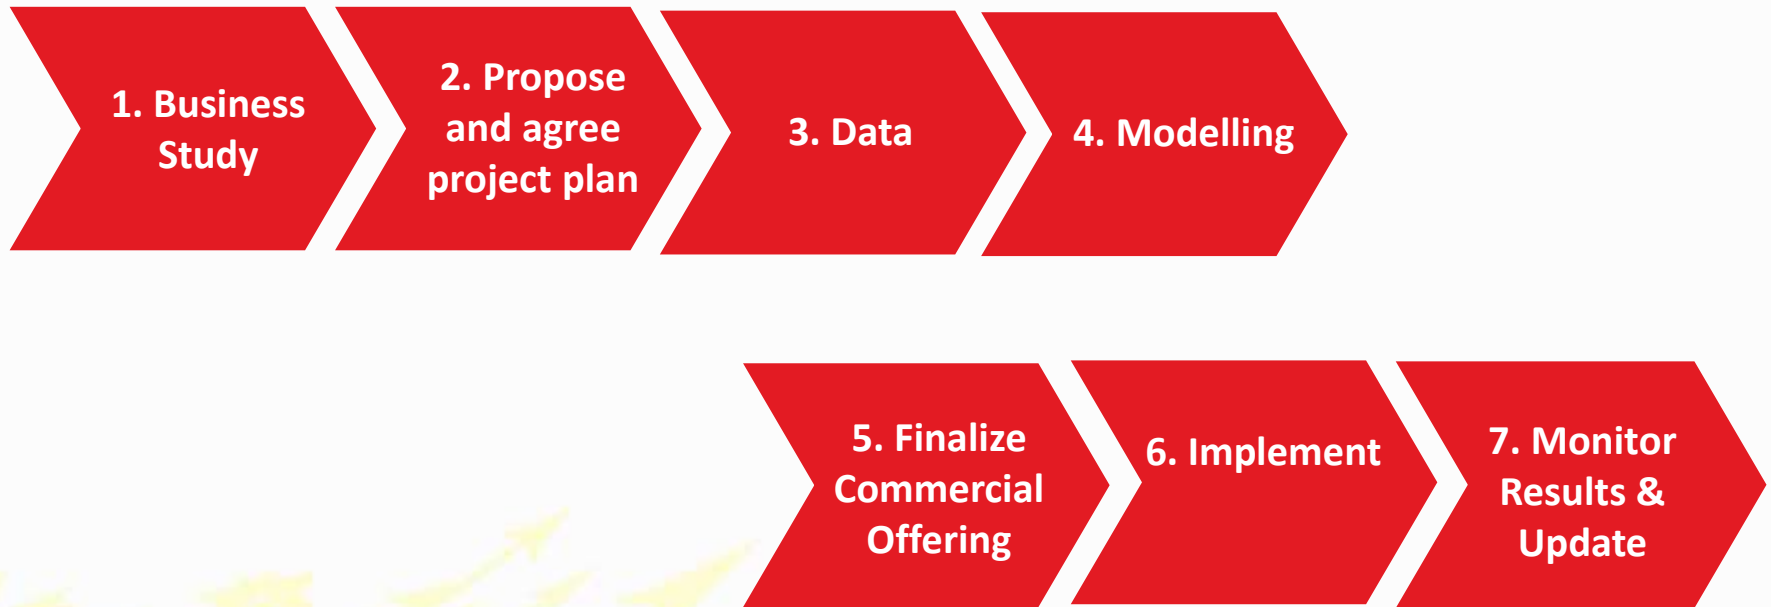 1. Business
Study
2. Propose
and agree
project plan
3. Data
4. Modelling
5. Finalize
Commercial
Offering
6. Implement
7. Monitor
Results &
Update